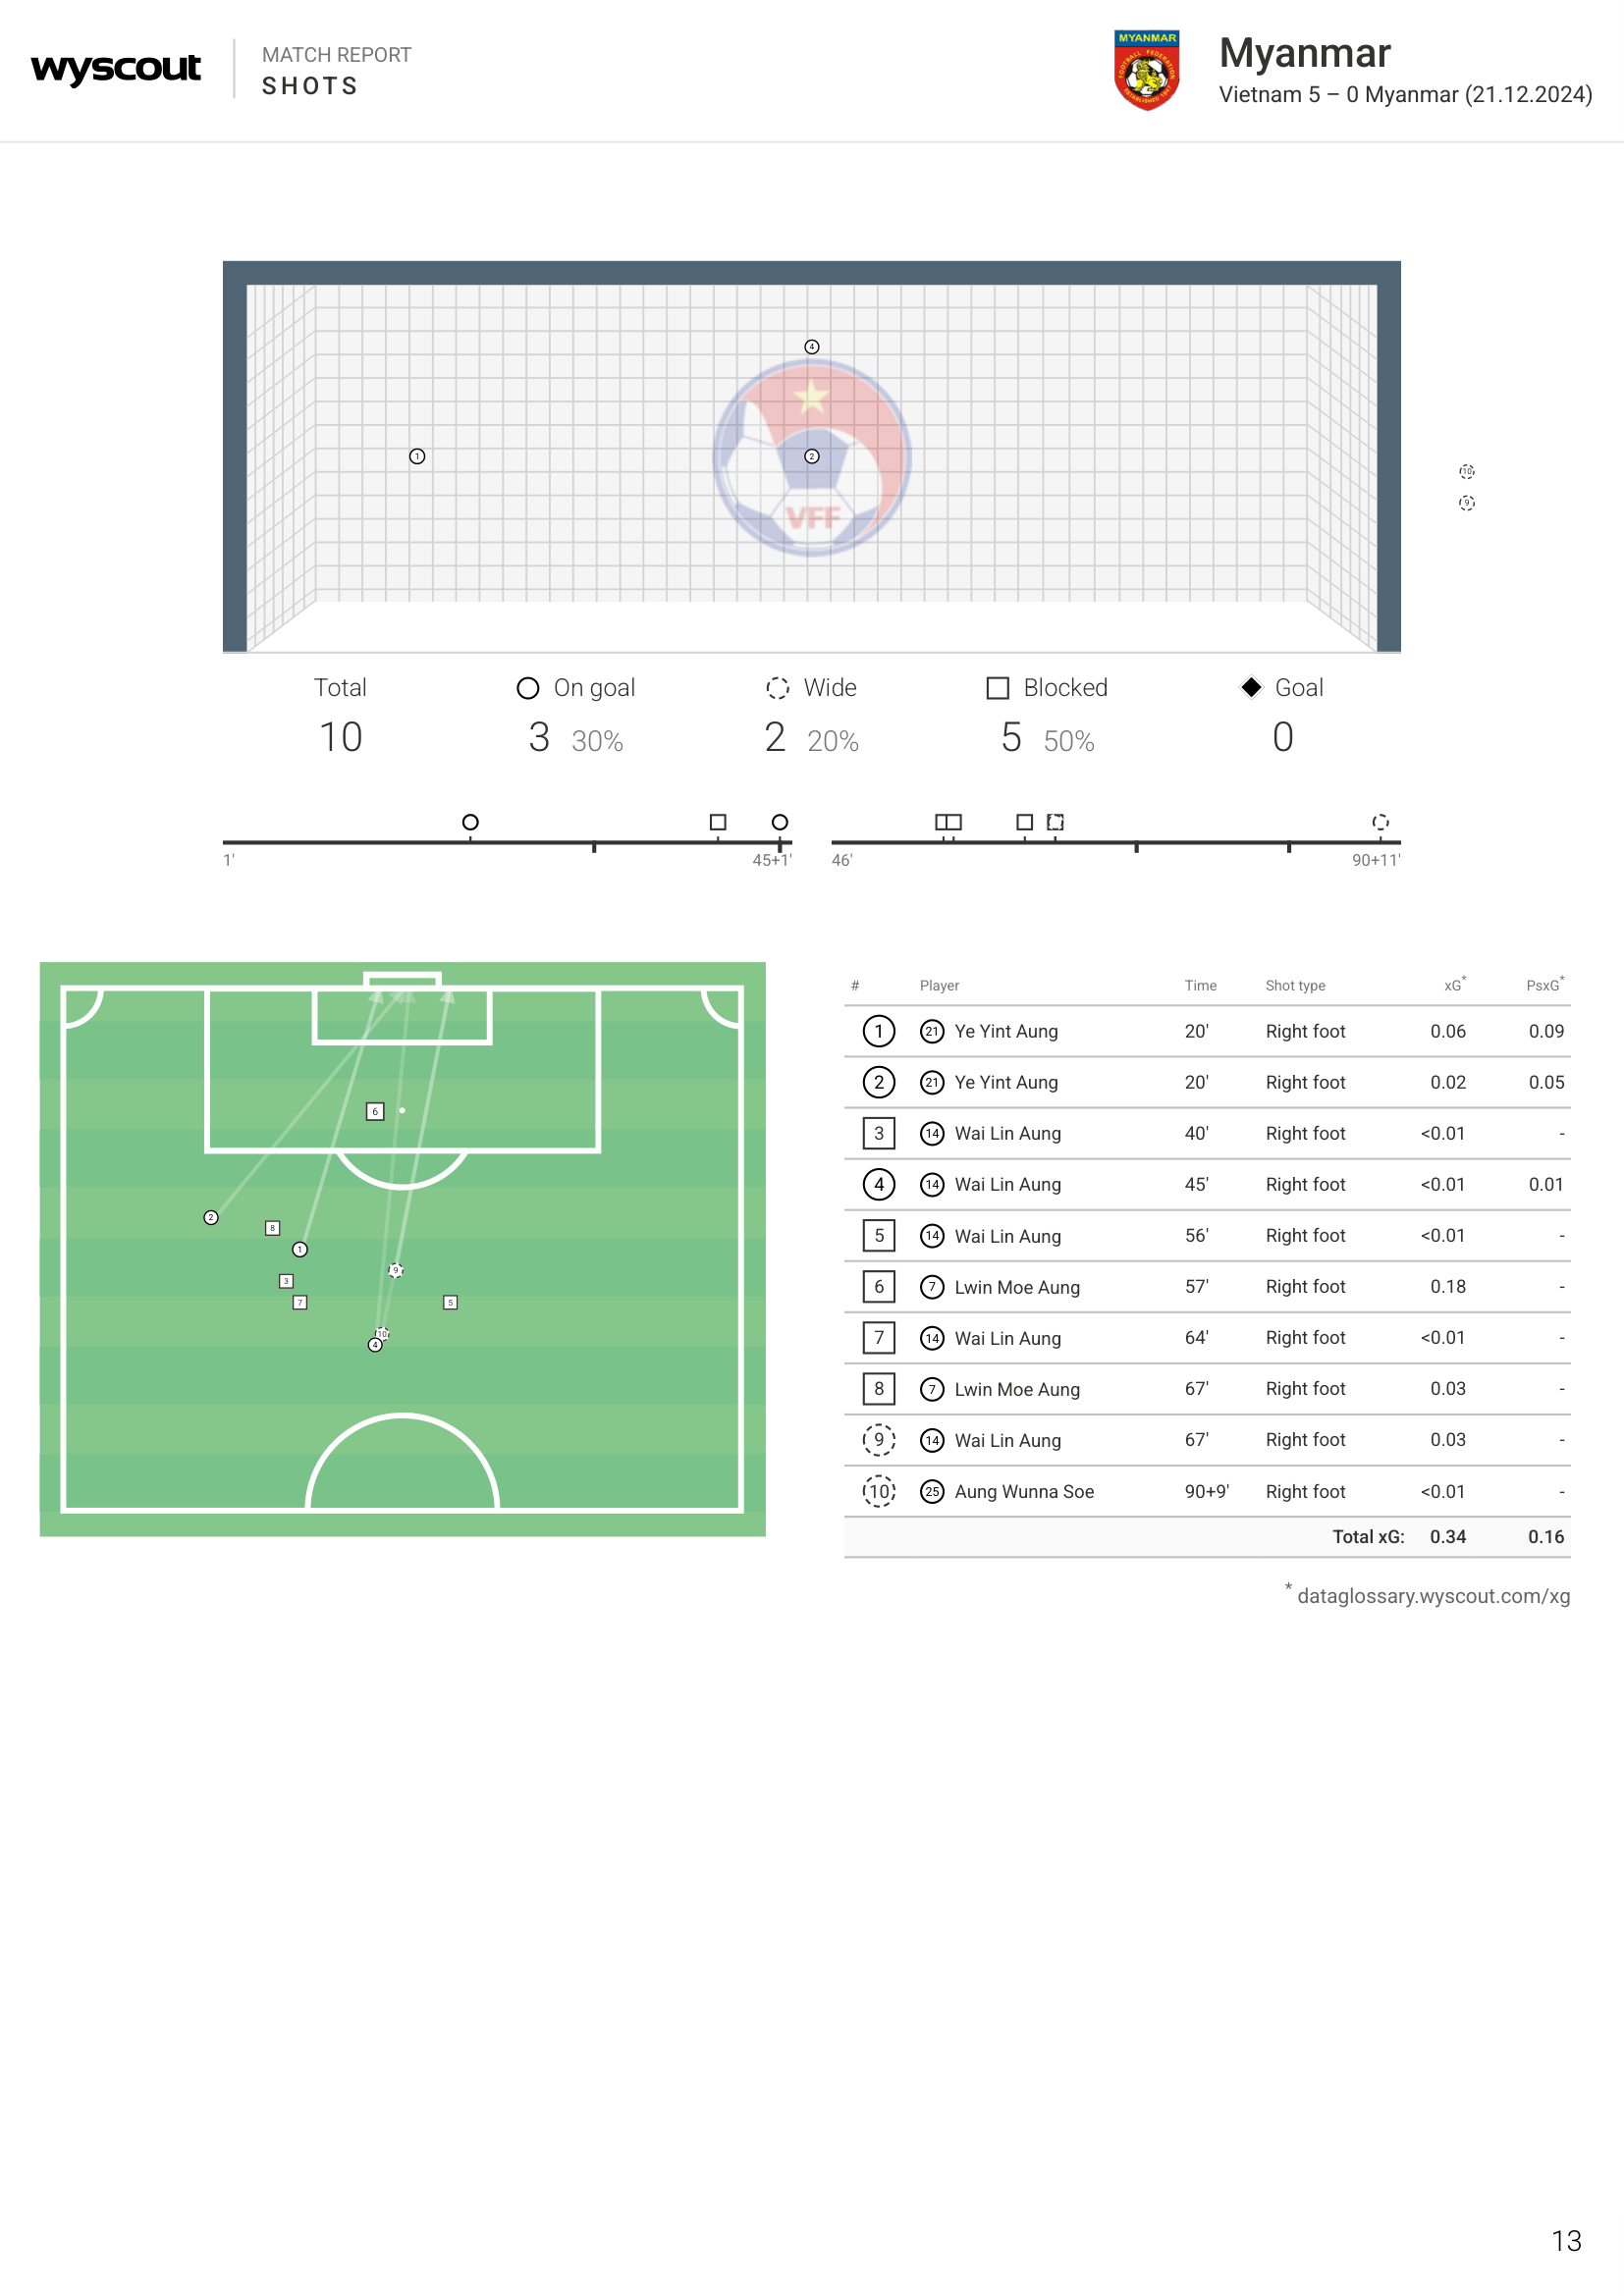 wyscout
MATCH REPORT
SHOTS
MYANMAR
FOOTBALL FEDERATION
ESTABLISHED 1947
Myanmar
Vietnam 5 – 0 Myanmar (21.12.2024)
4
1
2
10
9
VFF
Total On goal Wide Blocked Goal
10 3 30% 2 20% 5 50% 0
1' 45+1' 46' 90+11'
6
2
8
1
9
3
7
5
10
4
# Player Time Shot type xG* PsxG*
1 21 Ye Yint Aung 20' Right foot 0.06 0.09
2 21 Ye Yint Aung 20' Right foot 0.02 0.05
3 14 Wai Lin Aung 40' Right foot <0.01 -
4 14 Wai Lin Aung 45' Right foot <0.01 0.01
5 14 Wai Lin Aung 56' Right foot <0.01 -
6 7 Lwin Moe Aung 57' Right foot 0.18 -
7 14 Wai Lin Aung 64' Right foot <0.01 -
8 7 Lwin Moe Aung 67' Right foot 0.03 -
9 14 Wai Lin Aung 67' Right foot 0.03 -
10 25 Aung Wunna Soe 90+9' Right foot <0.01 -
Total xG: 0.34 0.16
* dataglossary.wyscout.com/xg
13